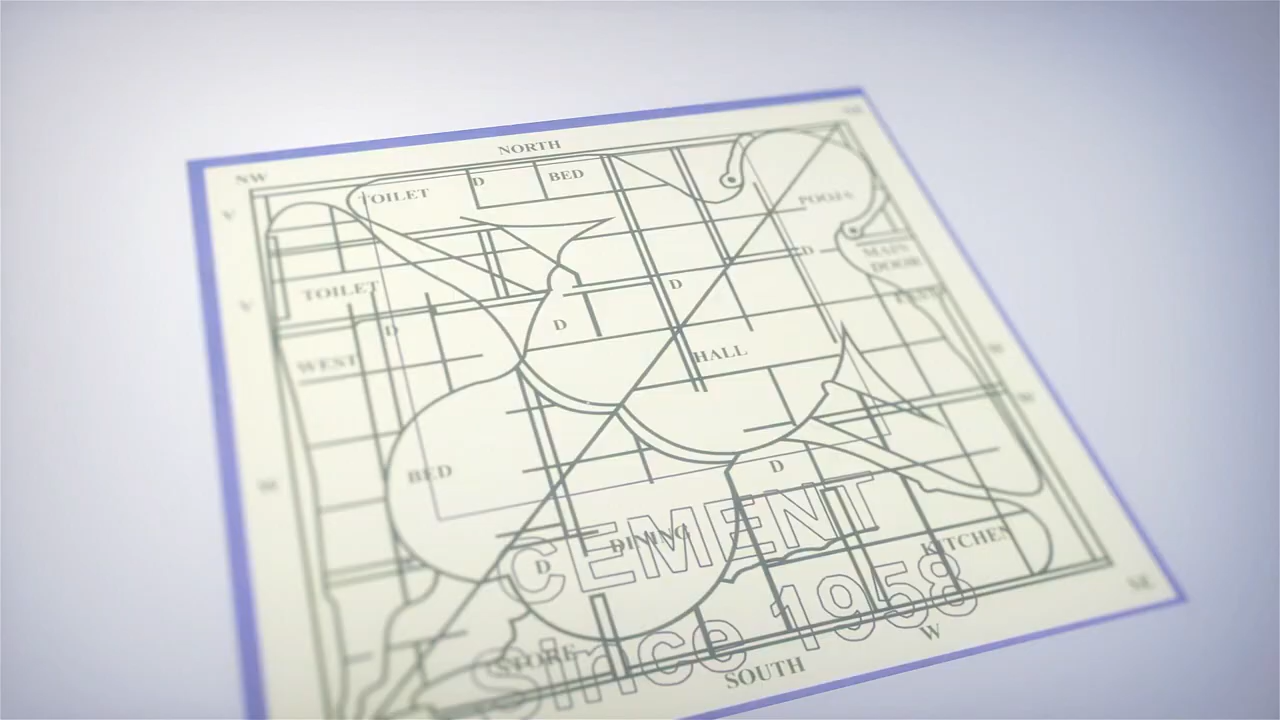 NORTH
NW
TOILET
D
BED
POOJA
D
MAIN
DOOR
TOILET
D
D
D
WEST
HALL
BED
D
CEMENT
DINING
D
KITCHEN
Since 1958
STORE
W
SOUTH